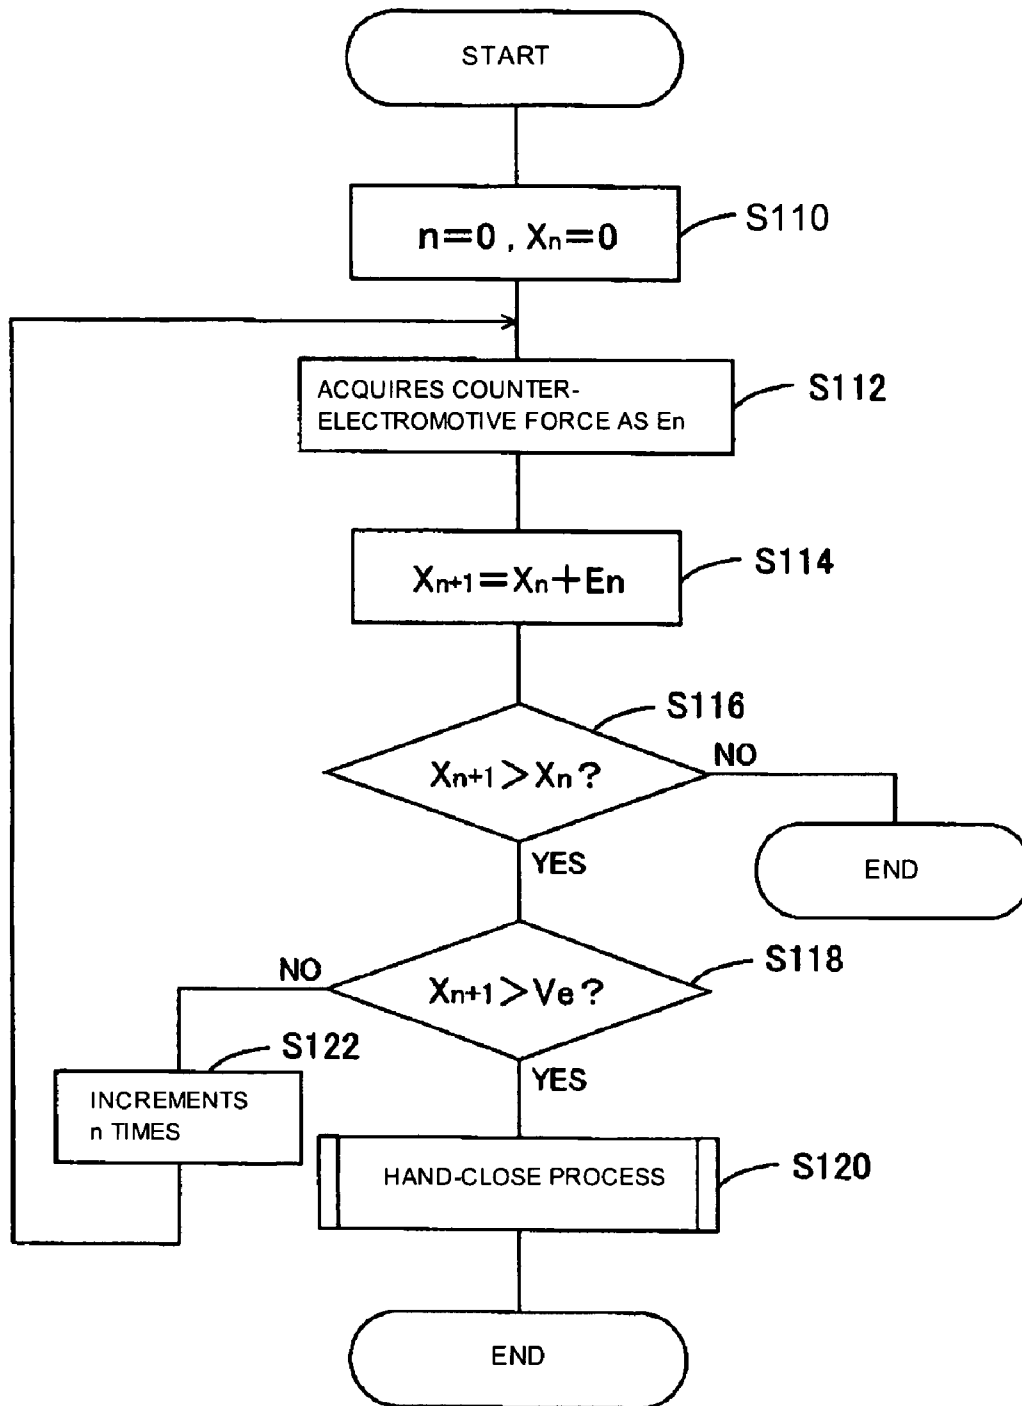 START
n=0 , Xn=0
S110
ACQUIRES COUNTER-
ELECTROMOTIVE FORCE AS En
S112
Xn+1=Xn+En
S114
S116
Xn+1>Xn?
NO
YES
END
S118
NO
Xn+1>Ve?
S122
YES
INCREMENTS
n TIMES
HAND-CLOSE PROCESS
S120
END